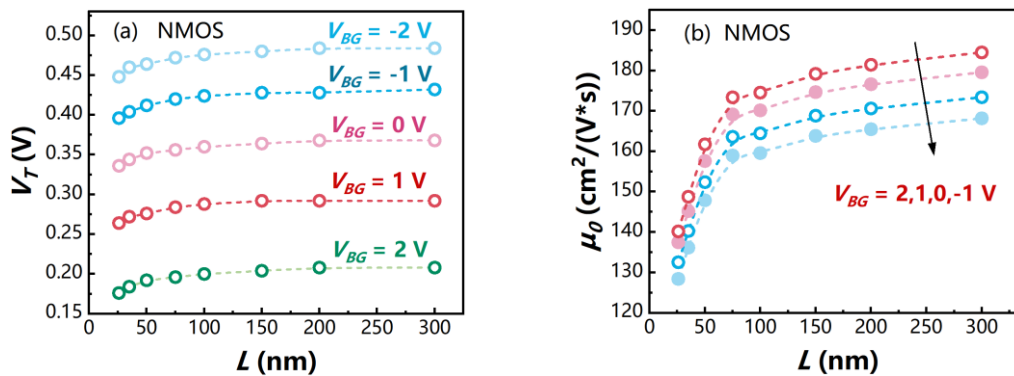 (a) NMOS
V_BG = -2 V
V_BG = -1 V
V_BG = 0 V
V_BG = 1 V
V_BG = 2 V
V_T (V)
0.50
0.45
0.40
0.35
0.30
0.25
0.20
0.15
0 50 100 150 200 250 300
L (nm)
(b) NMOS
V_BG = 2,1,0,-1 V
μ_0 (cm²/(V*s))
190
180
170
160
150
140
130
120
0 50 100 150 200 250 300
L (nm)